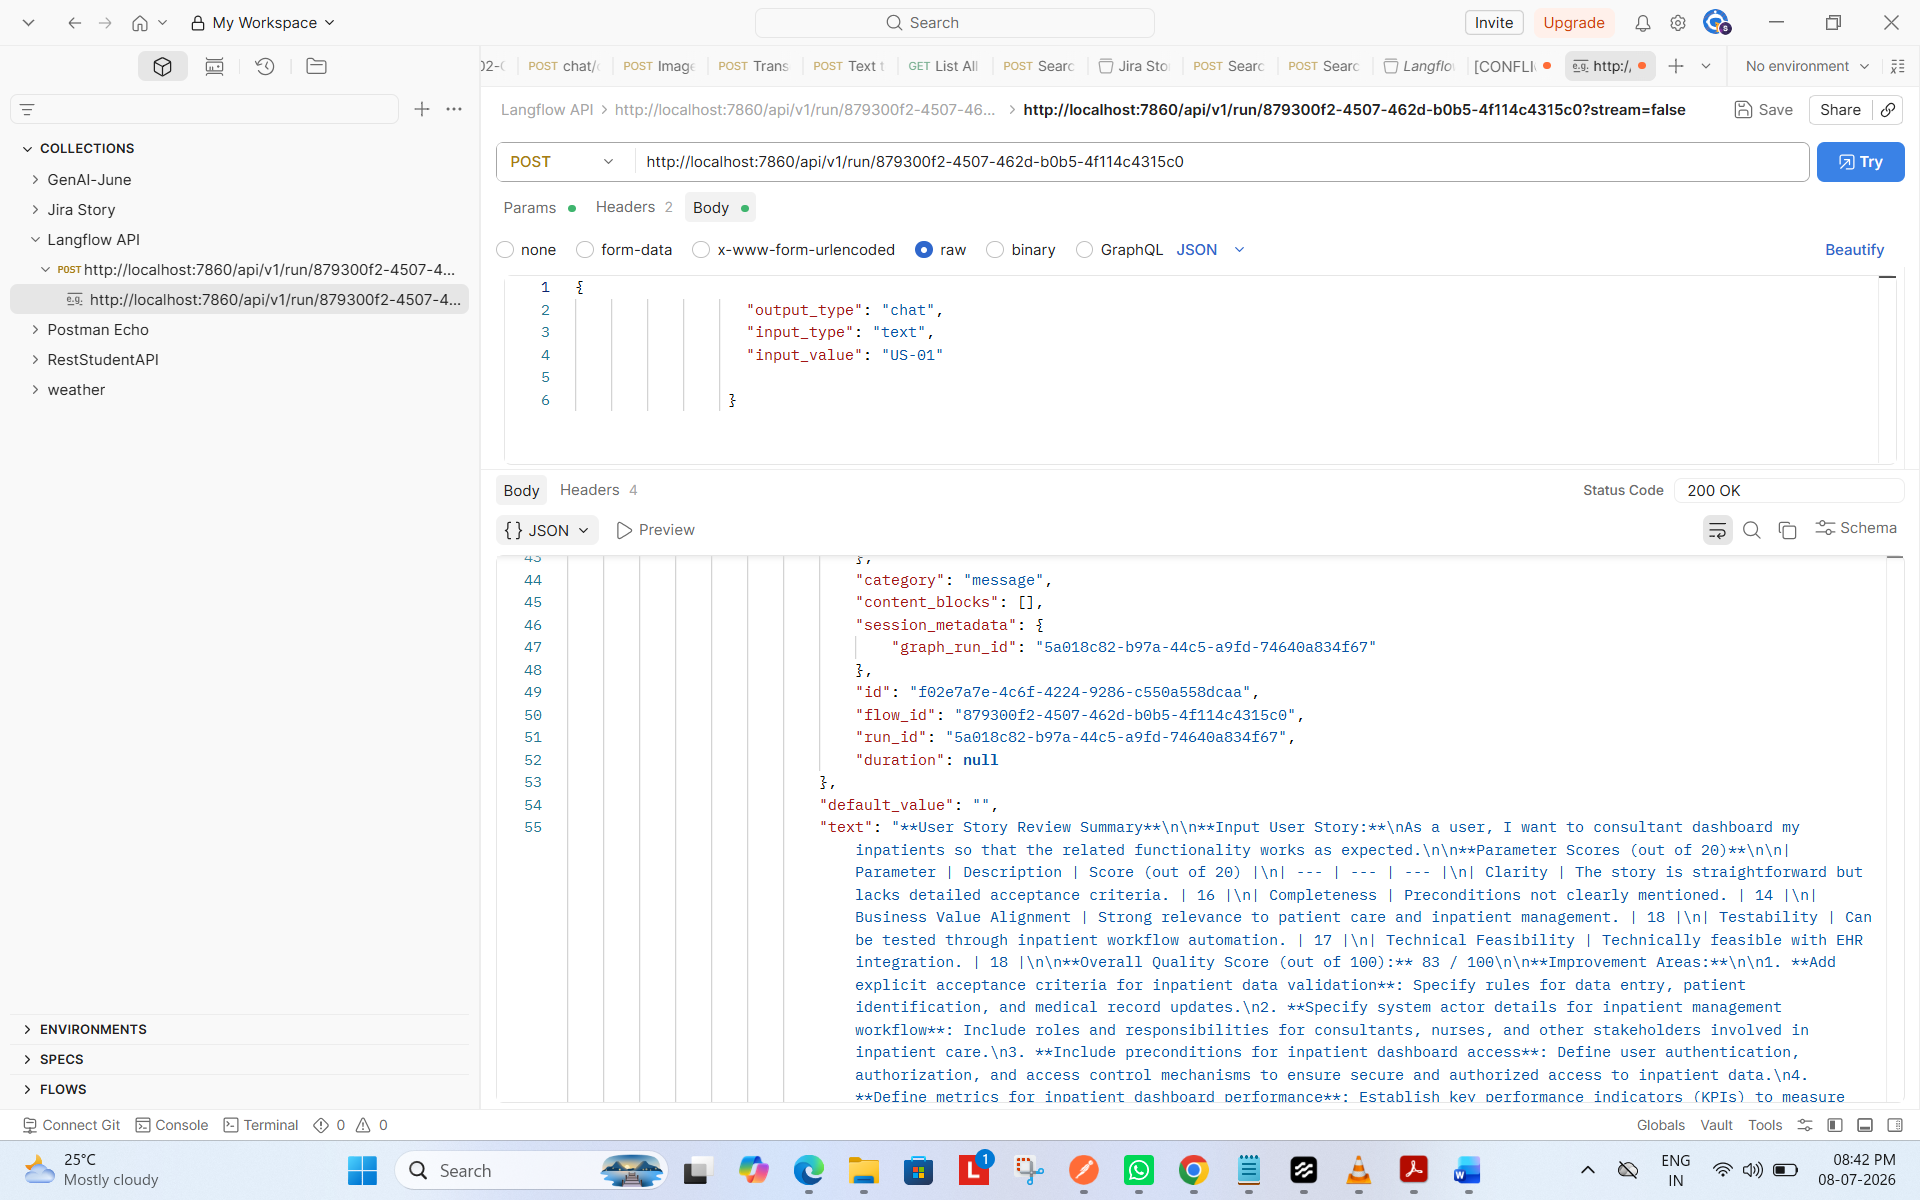 My Workspace
Search
Invite
Upgrade
POST chat/
POST Image
POST Trans
POST Text t
GET List All
POST Searc
Jira Sto
POST Searc
POST Searc
Langflo
[CONFLI
http:/
No environment
Langflow API > http://localhost:7860/api/v1/run/879300f2-4507-46... > http://localhost:7860/api/v1/run/879300f2-4507-462d-b0b5-4f114c4315c0?stream=false
Save
Share
COLLECTIONS
GenAI-June
Jira Story
Langflow API
POST http://localhost:7860/api/v1/run/879300f2-4507-4...
e.g. http://localhost:7860/api/v1/run/879300f2-4507-4...
Postman Echo
RestStudentAPI
weather
ENVIRONMENTS
SPECS
FLOWS
POST
http://localhost:7860/api/v1/run/879300f2-4507-462d-b0b5-4f114c4315c0
Try
Params
Headers 2
Body
none
form-data
x-www-form-urlencoded
raw
binary
GraphQL
JSON
Beautify
1 {
2 "output_type": "chat",
3 "input_type": "text",
4 "input_value": "US-01"
5
6 }
Body
Headers 4
Status Code
200 OK
{} JSON
Preview
Schema
43 },
44 "category": "message",
45 "content_blocks": [],
46 "session_metadata": {
47 "graph_run_id": "5a018c82-b97a-44c5-a9fd-74640a834f67"
48 },
49 "id": "f02e7a7e-4c6f-4224-9286-c550a558dcaa",
50 "flow_id": "879300f2-4507-462d-b0b5-4f114c4315c0",
51 "run_id": "5a018c82-b97a-44c5-a9fd-74640a834f67",
52 "duration": null
53 },
54 "default_value": "",
55 "text": "**User Story Review Summary**\n\n**Input User Story:**\nAs a user, I want to consultant dashboard my
inpatients so that the related functionality works as expected.\n\n**Parameter Scores (out of 20)**\n\n|
Parameter | Description | Score (out of 20) |\n| --- | --- | --- |\n| Clarity | The story is straightforward but
lacks detailed acceptance criteria. | 16 |\n| Completeness | Preconditions not clearly mentioned. | 14 |\n|
Business Value Alignment | Strong relevance to patient care and inpatient management. | 18 |\n| Testability | Can
be tested through inpatient workflow automation. | 17 |\n| Technical Feasibility | Technically feasible with EHR
integration. | 18 |\n\n**Overall Quality Score (out of 100):** 83 / 100\n\n**Improvement Areas:**\n\n1. **Add
explicit acceptance criteria for inpatient data validation**: Specify rules for data entry, patient
identification, and medical record updates.\n2. **Specify system actor details for inpatient management
workflow**: Include roles and responsibilities for consultants, nurses, and other stakeholders involved in
inpatient care.\n3. **Include preconditions for inpatient dashboard access**: Define user authentication,
authorization, and access control mechanisms to ensure secure and authorized access to inpatient data.\n4.
**Define metrics for inpatient dashboard performance**: Establish key performance indicators (KPIs) to measure
Connect Git
Console
Terminal
0
0
Globals
Vault
Tools
25°C
Mostly cloudy
Search
1
ENG
IN
08:42 PM
08-07-2026